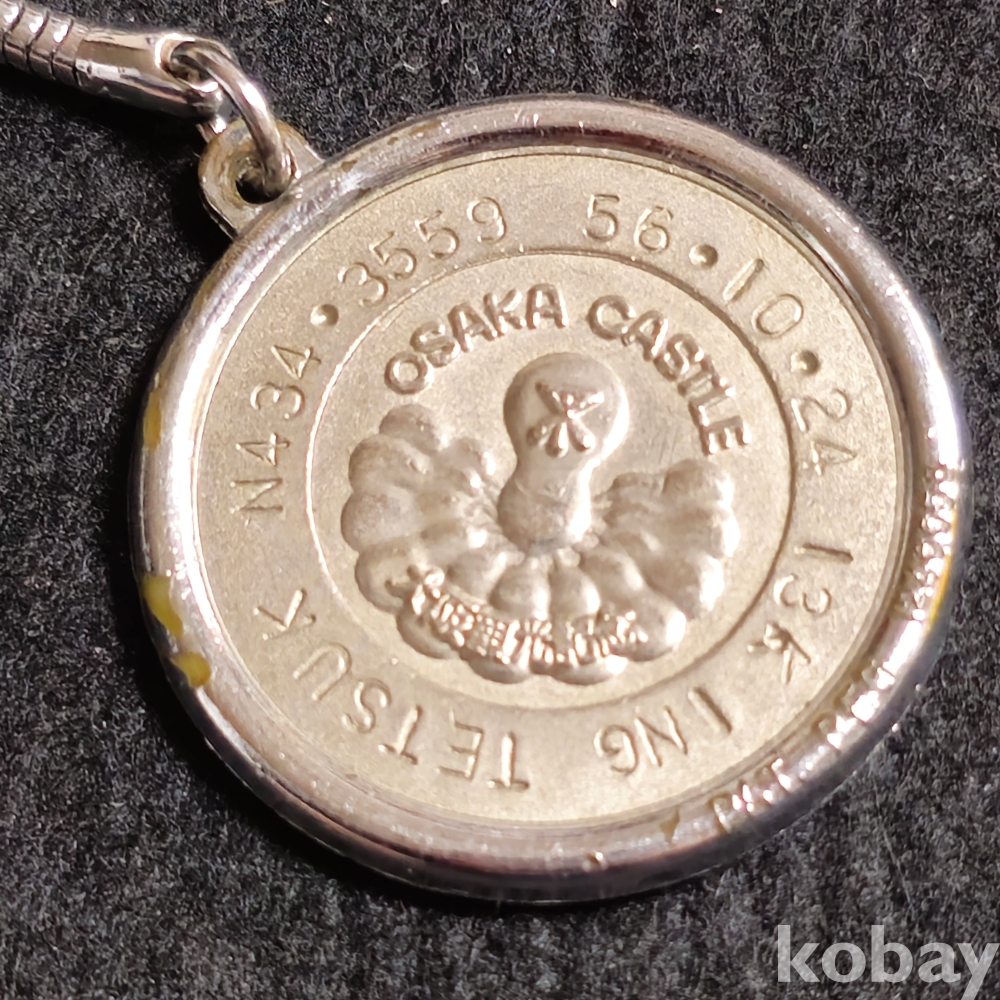 OSAKA CASTLE
N434•3559 56•10•24 13K ING TETSUK
kobay